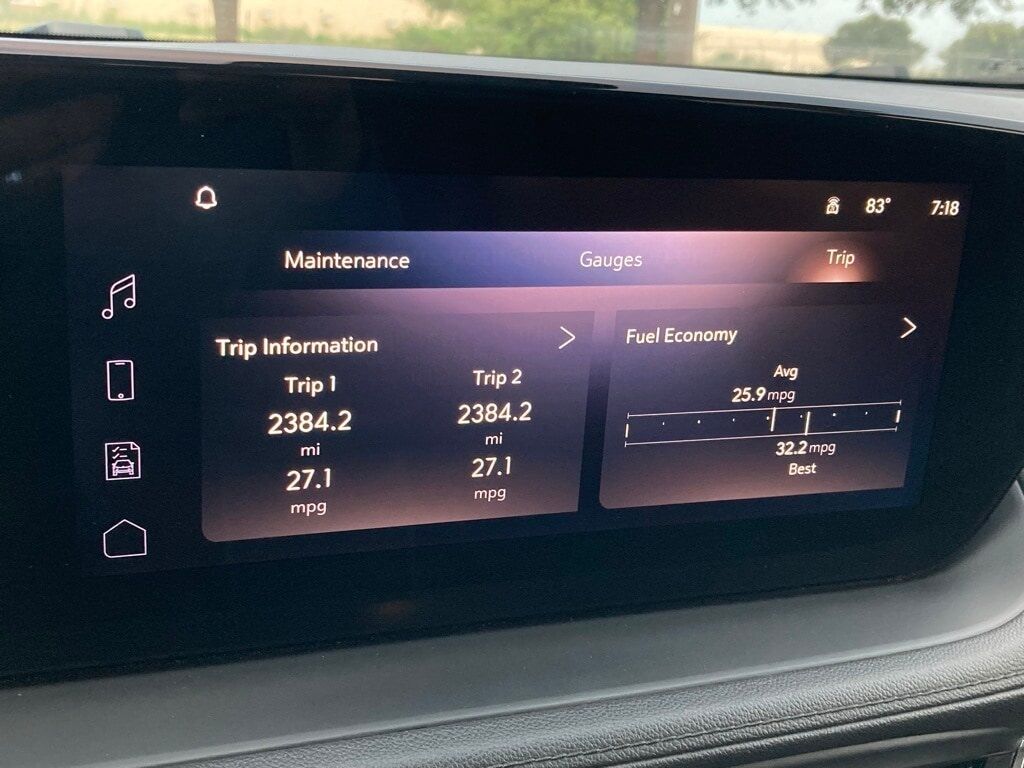 83° 7:18
Maintenance Gauges Trip
Trip Information
Trip 1
2384.2
mi
27.1
mpg
Trip 2
2384.2
mi
27.1
mpg
Fuel Economy
Avg
25.9 mpg
32.2 mpg
Best